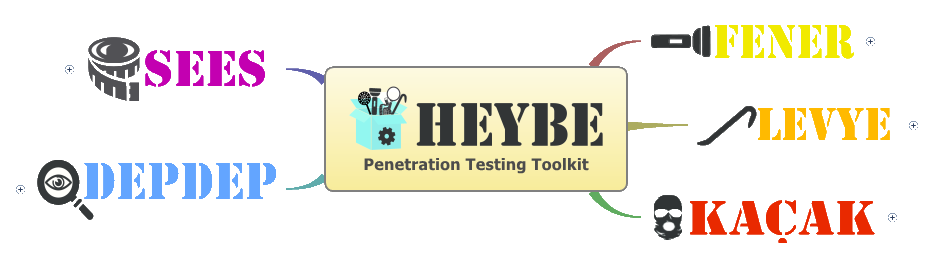 SEES
DEPDEP
HEYBE
Penetration Testing Toolkit
FENER
LEVYE
KAÇAK